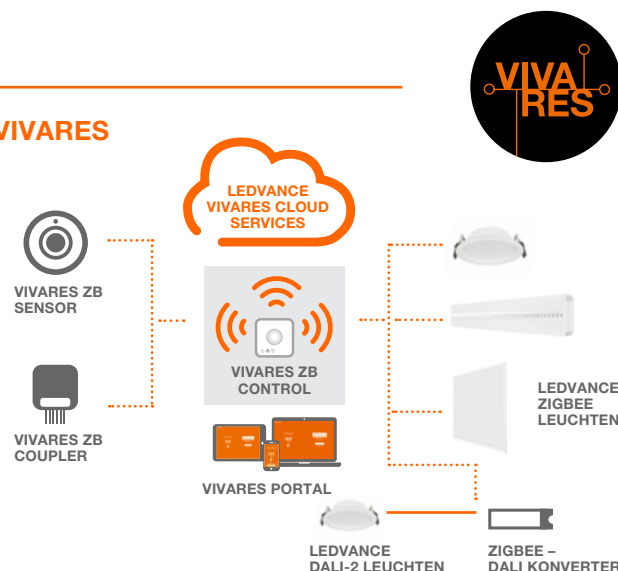 VIVA
RES
VIVARES
LEDVANCE
VIVARES CLOUD
SERVICES
VIVARES ZB
SENSOR
VIVARES ZB
CONTROL
VIVARES ZB
COUPLER
LEDVANCE
ZIGBEE
LEUCHTEN
VIVARES PORTAL
LEDVANCE
DALI-2 LEUCHTEN
ZIGBEE –
DALI KONVERTER